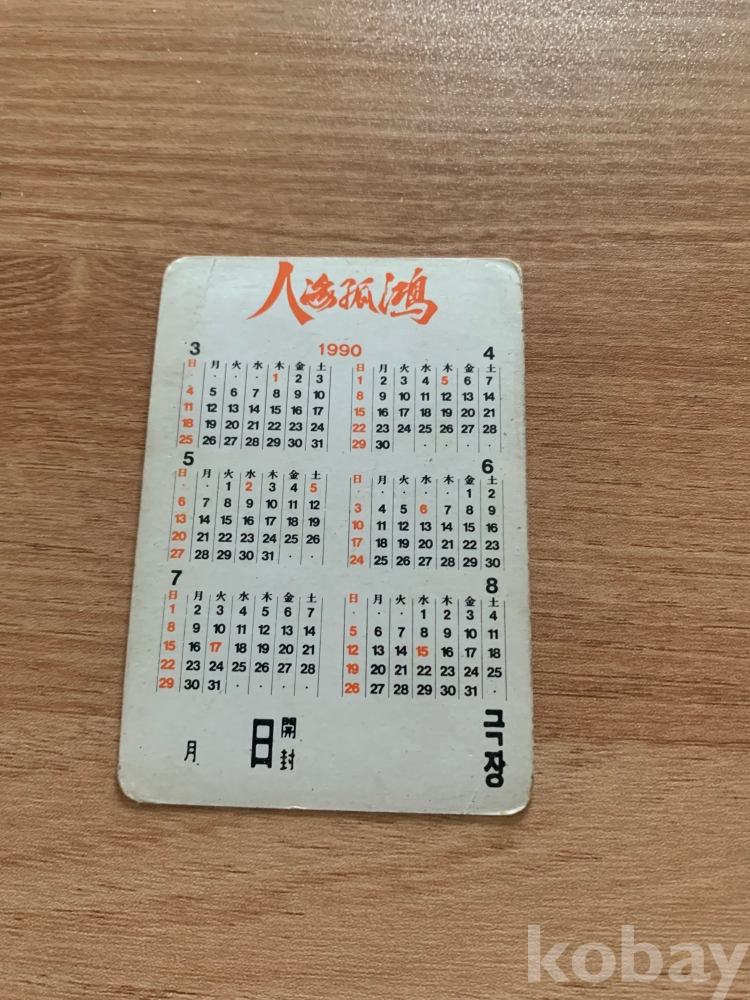 人海孤鴻
1990
3
日 月 火 水 木 金 土
1 2 3
4 5 6 7 8 9 10
11 12 13 14 15 16 17
18 19 20 21 22 23 24
25 26 27 28 29 30 31
4
日 月 火 水 木 金 土
1 2 3 4 5 6 7
8 9 10 11 12 13 14
15 16 17 18 19 20 21
22 23 24 25 26 27 28
29 30
5
日 月 火 水 木 金 土
1 2 3 4 5
6 7 8 9 10 11 12
13 14 15 16 17 18 19
20 21 22 23 24 25 26
27 28 29 30 31
6
日 月 火 水 木 金 土
1 2
3 4 5 6 7 8 9
10 11 12 13 14 15 16
17 18 19 20 21 22 23
24 25 26 27 28 29 30
7
日 月 火 水 木 金 土
1 2 3 4 5 6 7
8 9 10 11 12 13 14
15 16 17 18 19 20 21
22 23 24 25 26 27 28
29 30 31
8
日 月 火 水 木 金 土
1 2 3 4
5 6 7 8 9 10 11
12 13 14 15 16 17 18
19 20 21 22 23 24 25
26 27 28 29 30 31
月 日 開封 극장
kobay